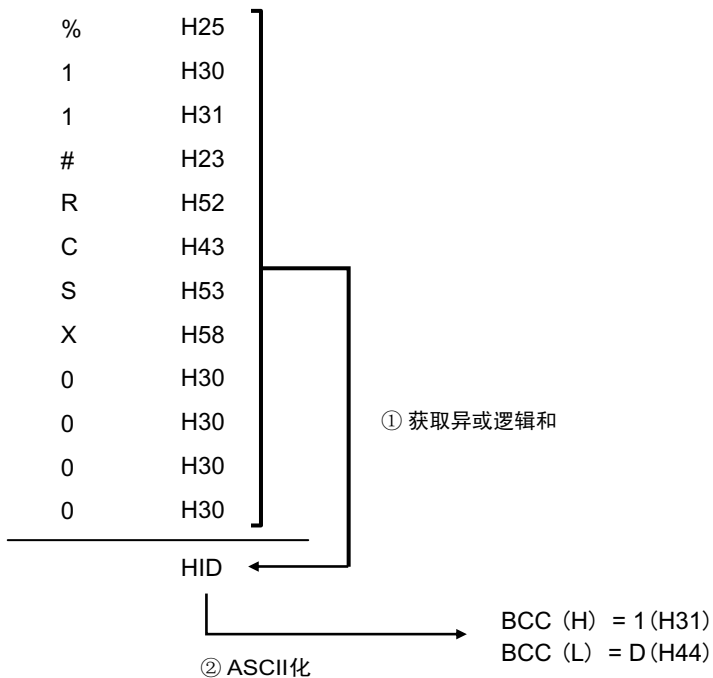 % H25
1 H30
1 H31
# H23
R H52
C H43
S H53
X H58
0 H30
0 H30
① 获取异或逻辑和
0 H30
0 H30
HID
BCC（H）= 1(H31)
BCC（L）= D(H44)
② ASCII化